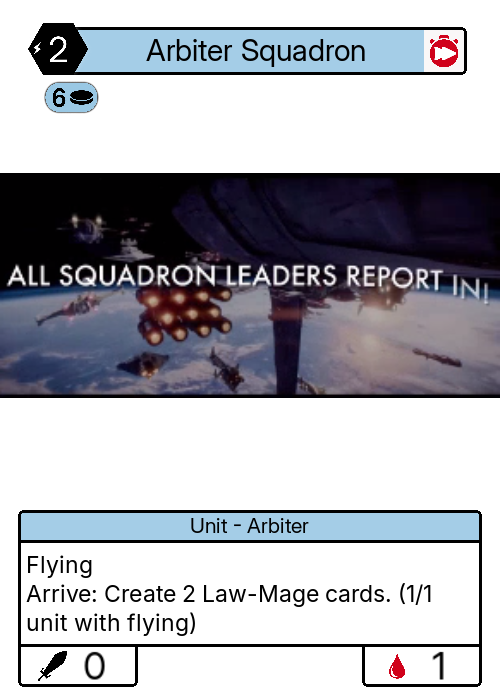 2
Arbiter Squadron
6
ALL SQUADRON LEADERS REPORT IN!
Unit - Arbiter
Flying
Arrive: Create 2 Law-Mage cards. (1/1
unit with flying)
0
1